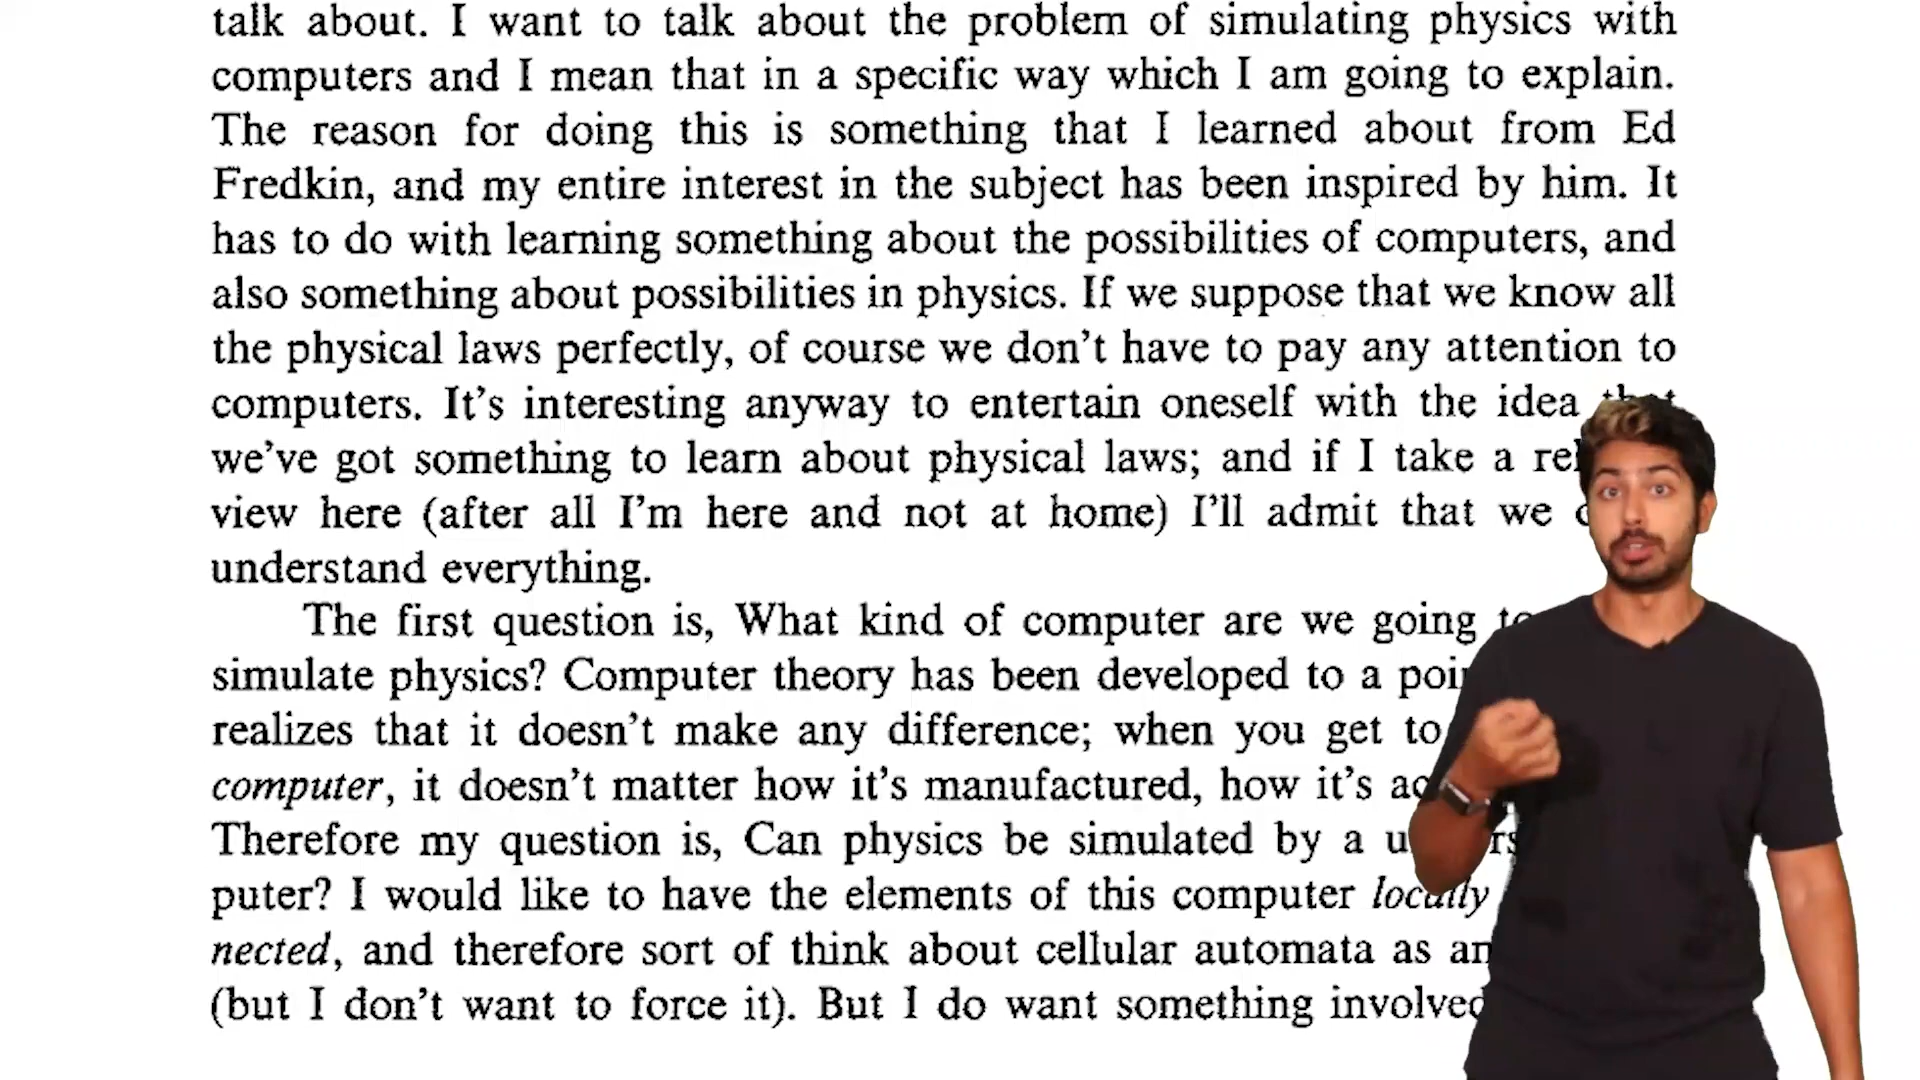 talk about. I want to talk about the problem of simulating physics with
computers and I mean that in a specific way which I am going to explain.
The reason for doing this is something that I learned about from Ed
Fredkin, and my entire interest in the subject has been inspired by him. It
has to do with learning something about the possibilities of computers, and
also something about possibilities in physics. If we suppose that we know all
the physical laws perfectly, of course we don't have to pay any attention to
computers. It's interesting anyway to entertain oneself with the idea that
we've got something to learn about physical laws; and if I take a
view here (after all I'm here and not at home) I'll admit that we
understand everything.
The first question is, What kind of computer are we going to
simulate physics? Computer theory has been developed to a
realizes that it doesn't make any difference; when you get to
computer, it doesn't matter how it's manufactured, how it's
Therefore my question is, Can physics be simulated by a
puter? I would like to have the elements of this computer locally
nected, and therefore sort of think about cellular automata as
(but I don't want to force it). But I do want something involved